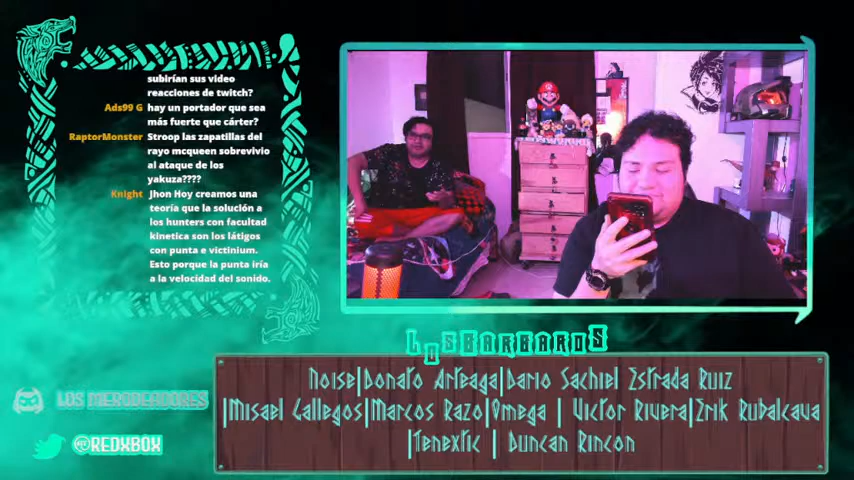 subirían sus video
reacciones de twitch?
Ads99 G hay un portador que sea
más fuerte que cárter?
RaptorMonster Stroop las zapatillas del
rayo mcqueen sobrevivio
al ataque de los
yakuza????
Knight Jhon Hoy creamos una
teoría que la solución a
los hunters con facultad
kinetica son los látigos
con punta e victinium.
Esto porque la punta iría
a la velocidad del sonido.
LOS BARBAROS
Noise|Donato Arreaga|Dario Sachiel Estrada Ruiz
|Misael Gallegos|Marcos Razo|Omega | Victor Rivera|Erik Rubalcava
|Tenextic | Duncan Rincon
LOS MERODEADORES
@REDXBOX